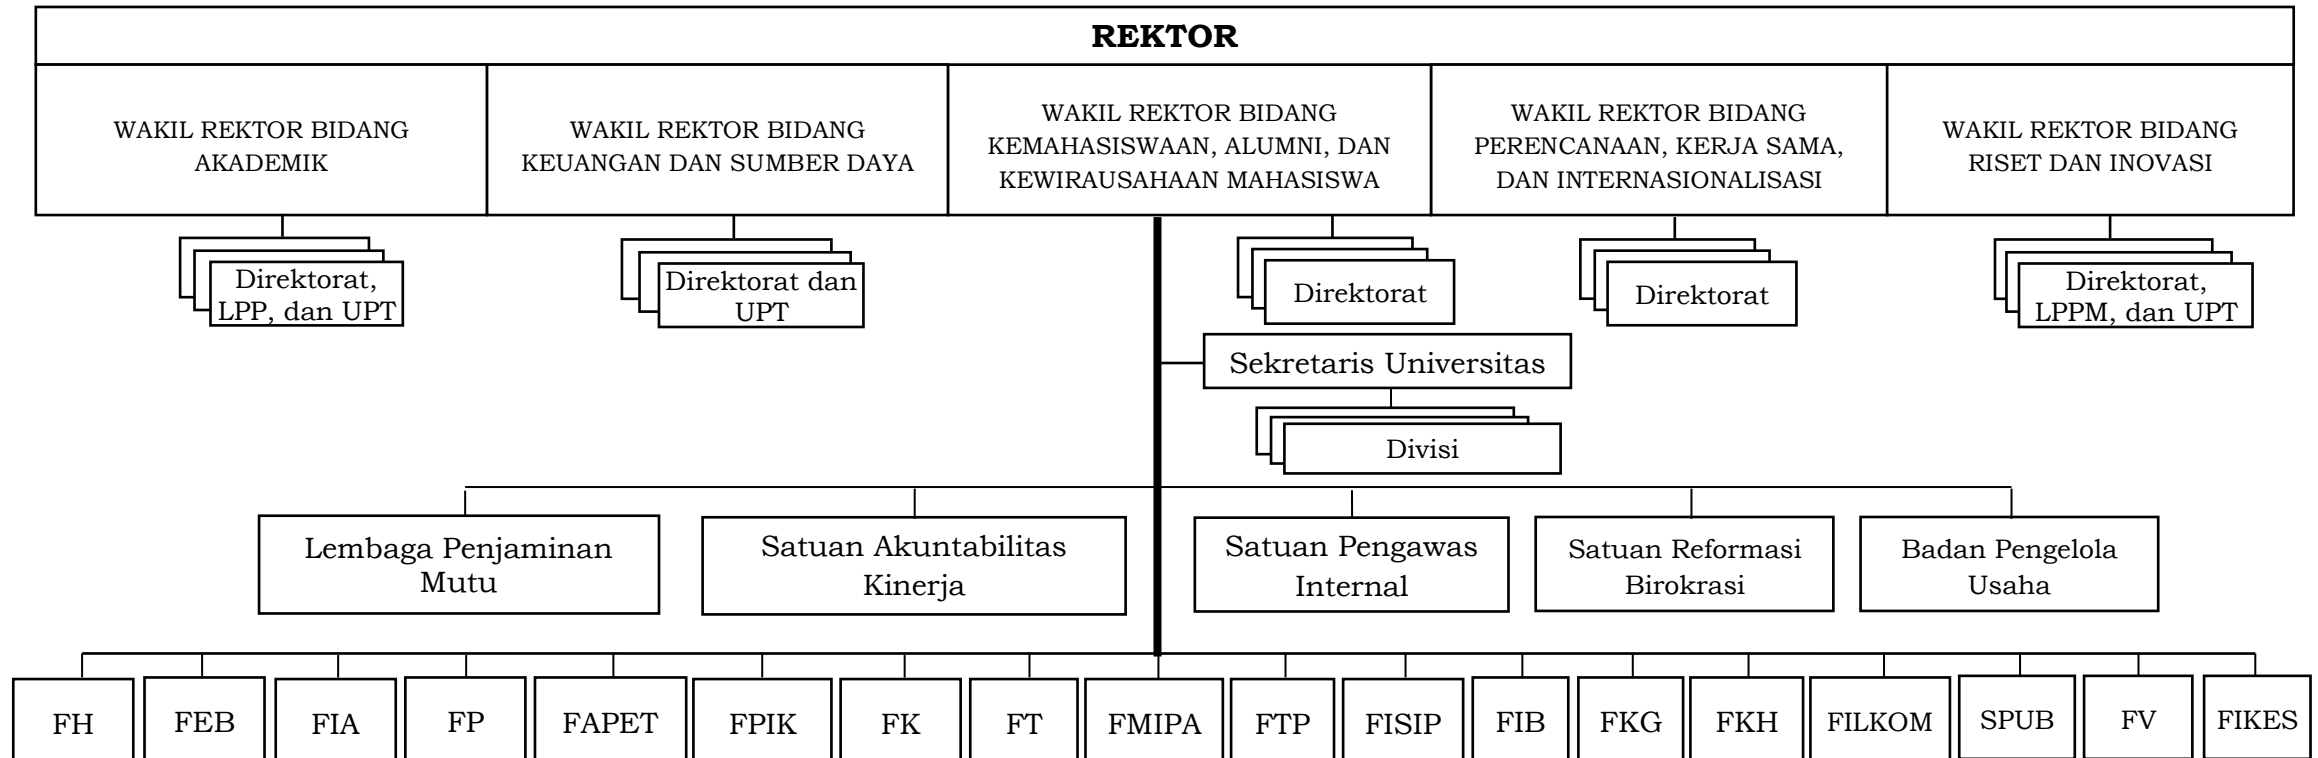 REKTOR
WAKIL REKTOR BIDANG
AKADEMIK
WAKIL REKTOR BIDANG
KEUANGAN DAN SUMBER DAYA
WAKIL REKTOR BIDANG
KEMAHASISWAAN, ALUMNI, DAN
KEWIRAUSAHAAN MAHASISWA
WAKIL REKTOR BIDANG
PERENCANAAN, KERJA SAMA,
DAN INTERNASIONALISASI
WAKIL REKTOR BIDANG
RISET DAN INOVASI
Direktorat,
LPP, dan UPT
Direktorat dan
UPT
Direktorat
Direktorat
Direktorat,
LPPM, dan UPT
Sekretaris Universitas
Divisi
Lembaga Penjaminan
Mutu
Satuan Akuntabilitas
Kinerja
Satuan Pengawas
Internal
Satuan Reformasi
Birokrasi
Badan Pengelola
Usaha
FH
FEB
FIA
FP
FAPET
FPIK
FK
FT
FMIPA
FTP
FISIP
FIB
FKG
FKH
FILKOM
SPUB
FV
FIKES